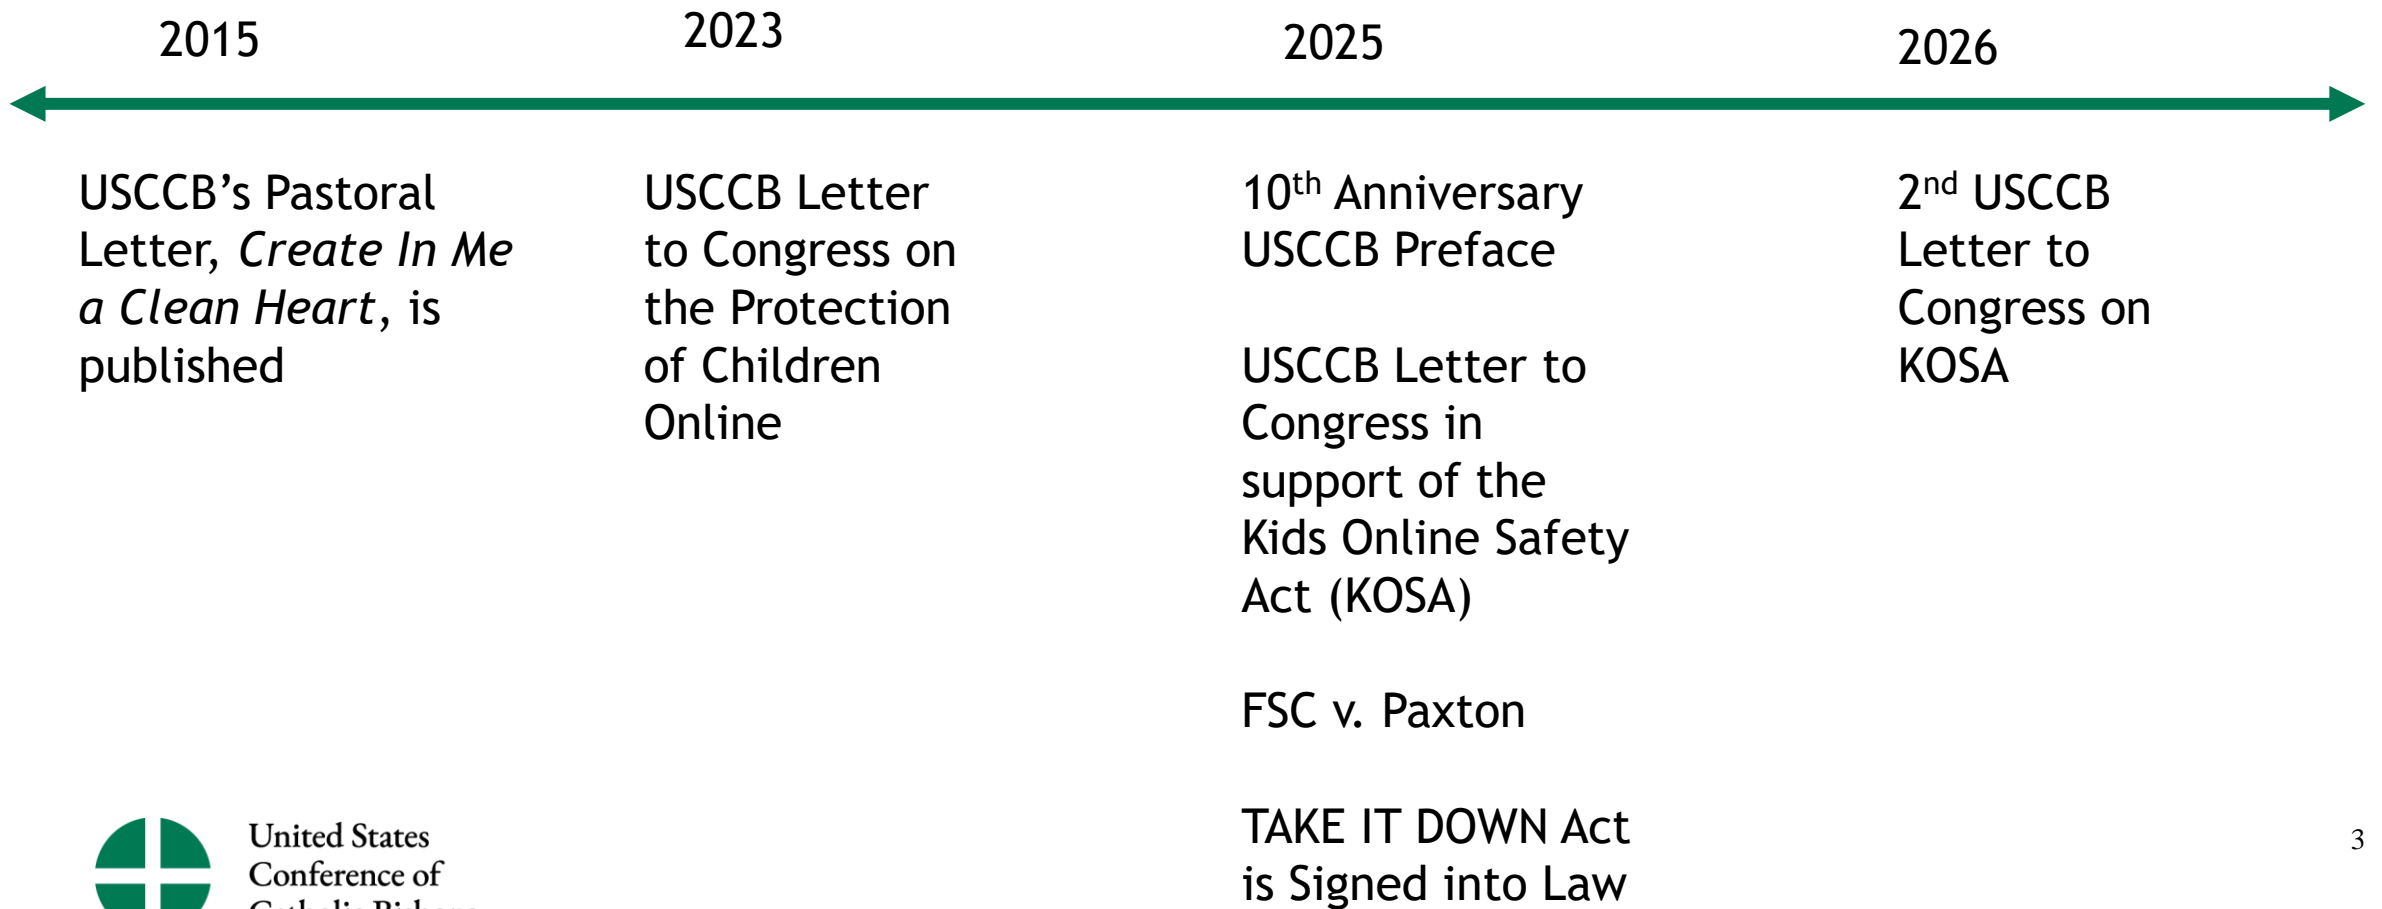 2015
2023
2025
2026
USCCB’s Pastoral
Letter, Create In Me
a Clean Heart, is
published
USCCB Letter
to Congress on
the Protection
of Children
Online
10th Anniversary
USCCB Preface
USCCB Letter to
Congress in
support of the
Kids Online Safety
Act (KOSA)
FSC v. Paxton
TAKE IT DOWN Act
is Signed into Law
2nd USCCB
Letter to
Congress on
KOSA
United States
Conference of
Catholic Bishops
3